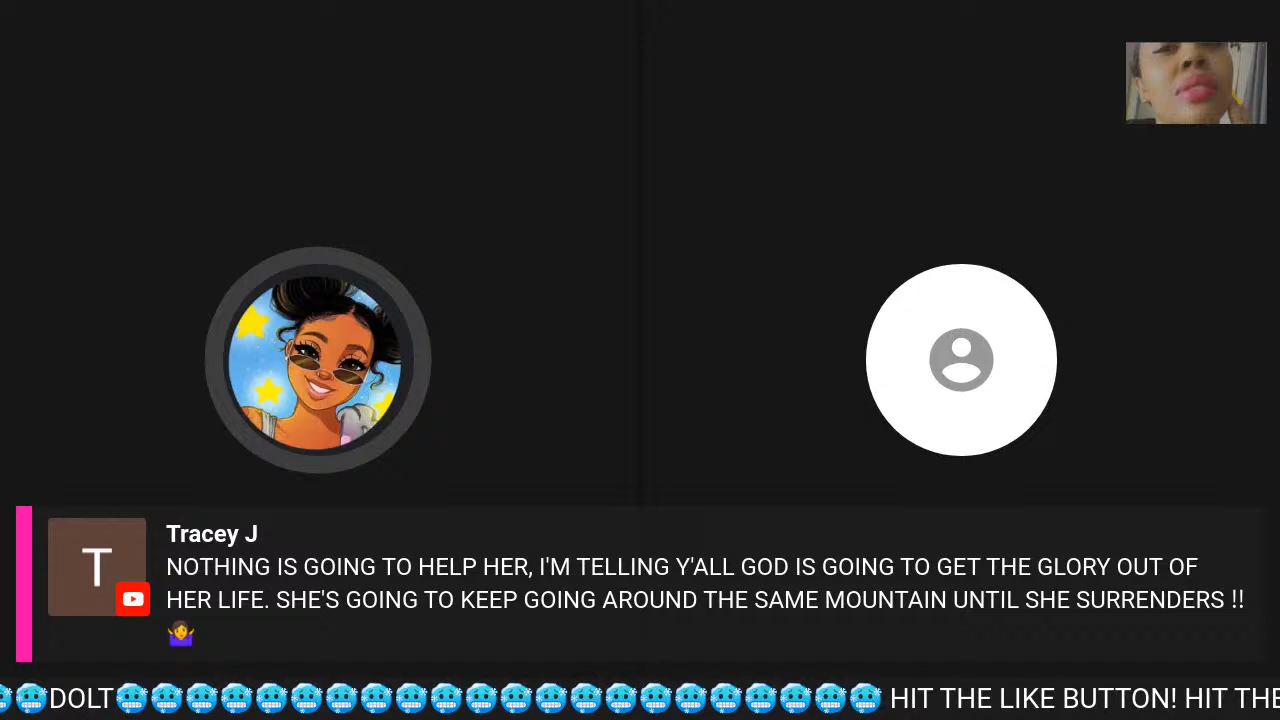 T
Tracey J
NOTHING IS GOING TO HELP HER, I'M TELLING Y'ALL GOD IS GOING TO GET THE GLORY OUT OF
HER LIFE. SHE'S GOING TO KEEP GOING AROUND THE SAME MOUNTAIN UNTIL SHE SURRENDERS !!
🤷‍♀️
🥶🥶DOLT🥶🥶🥶🥶🥶🥶🥶🥶🥶🥶🥶🥶🥶🥶🥶🥶🥶🥶🥶🥶🥶🥶 HIT THE LIKE BUTTON! HIT THE